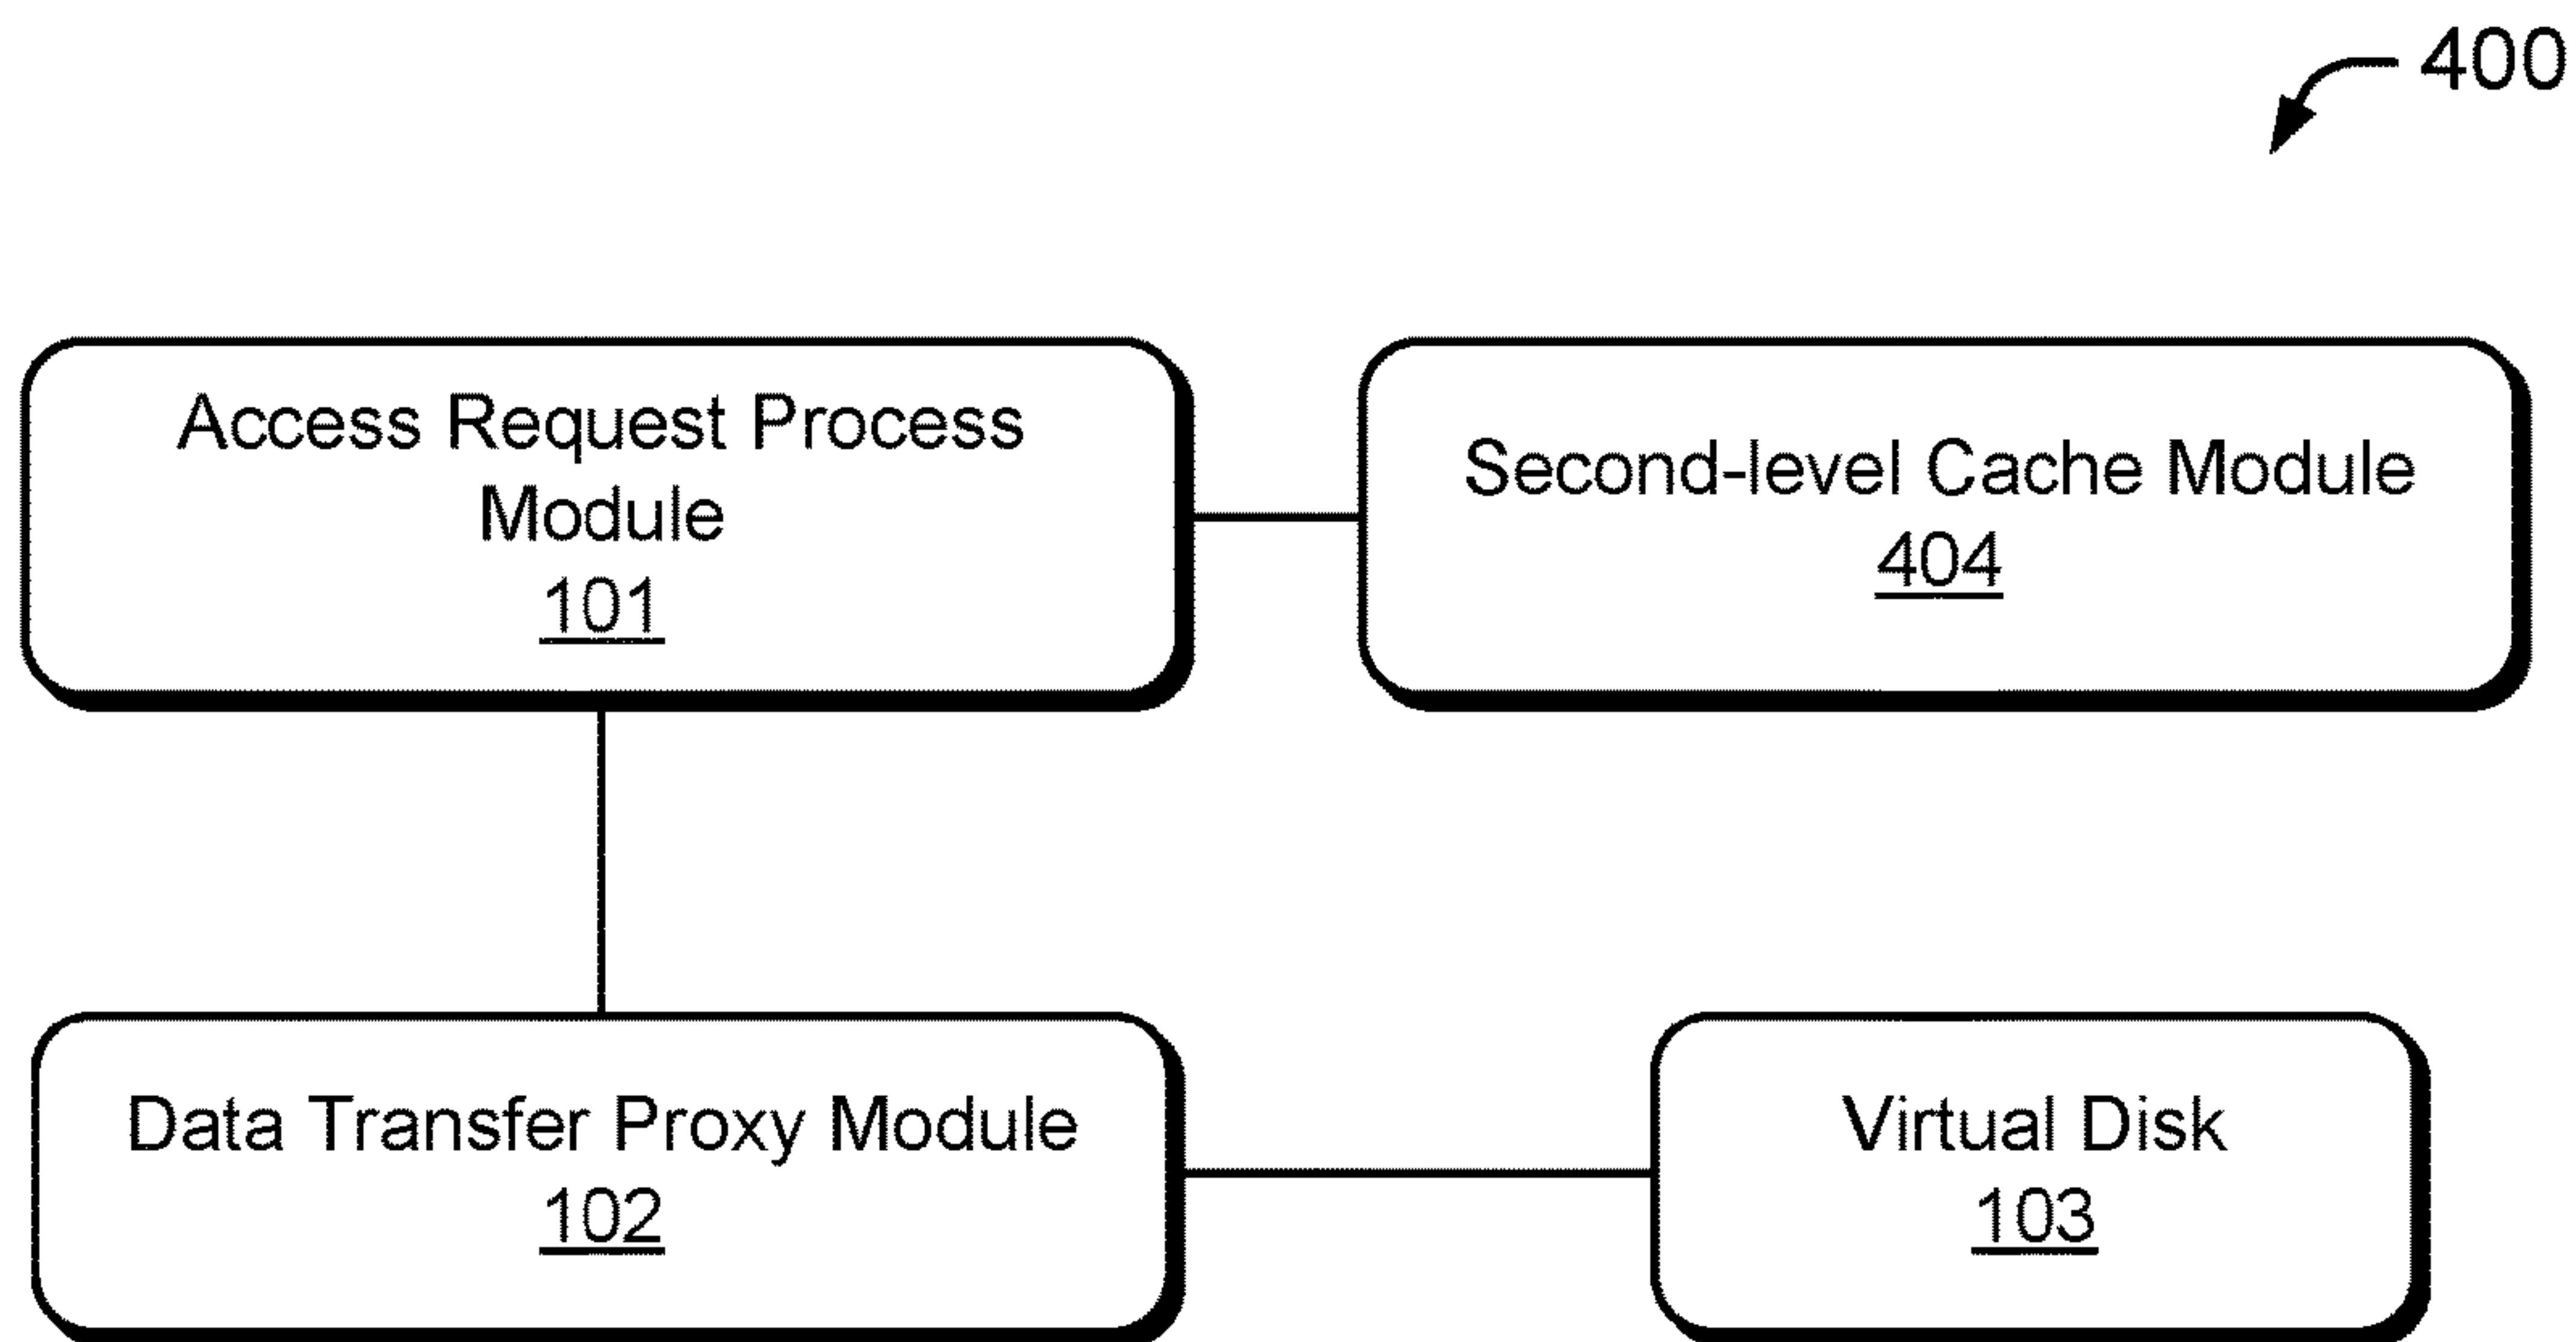 400
Access Request Process
Module
101
Second-level Cache Module
404
Data Transfer Proxy Module
102
Virtual Disk
103